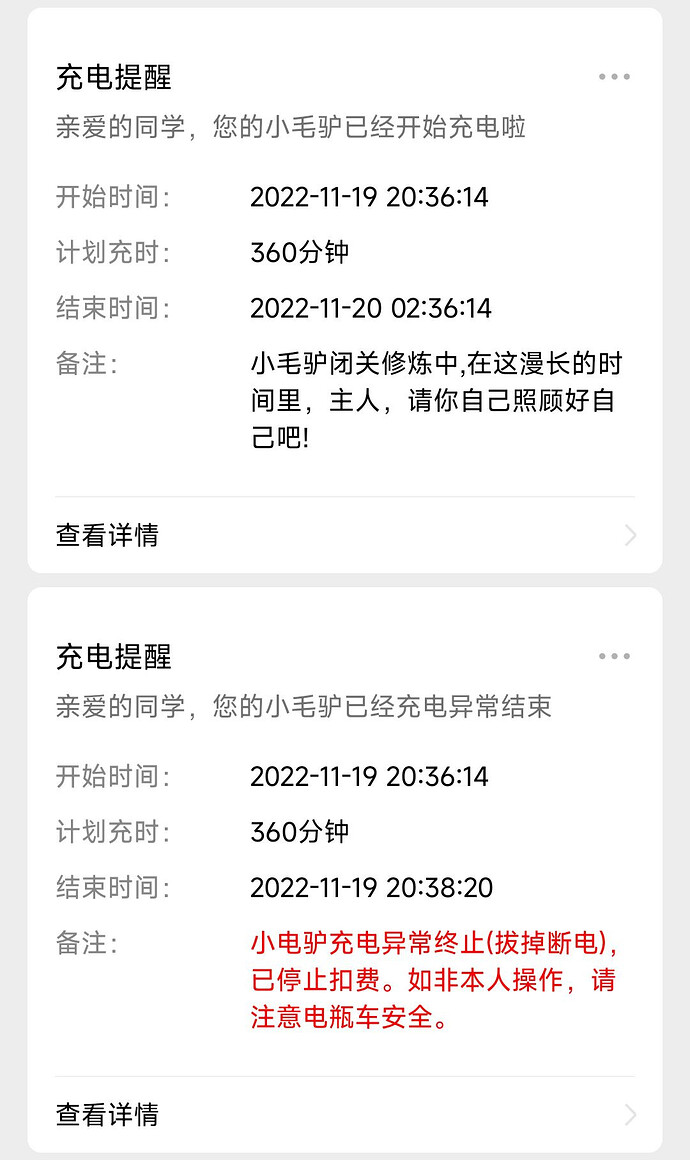 充电提醒
亲爱的同学，您的小毛驴已经开始充电啦
开始时间： 2022-11-19 20:36:14
计划充时： 360分钟
结束时间： 2022-11-20 02:36:14
备注： 小毛驴闭关修炼中,在这漫长的时
间里，主人，请你自己照顾好自
己吧!
查看详情
充电提醒
亲爱的同学，您的小毛驴已经充电异常结束
开始时间： 2022-11-19 20:36:14
计划充时： 360分钟
结束时间： 2022-11-19 20:38:20
备注： 小电驴充电异常终止(拔掉断电),
已停止扣费。如非本人操作，请
注意电瓶车安全。
查看详情